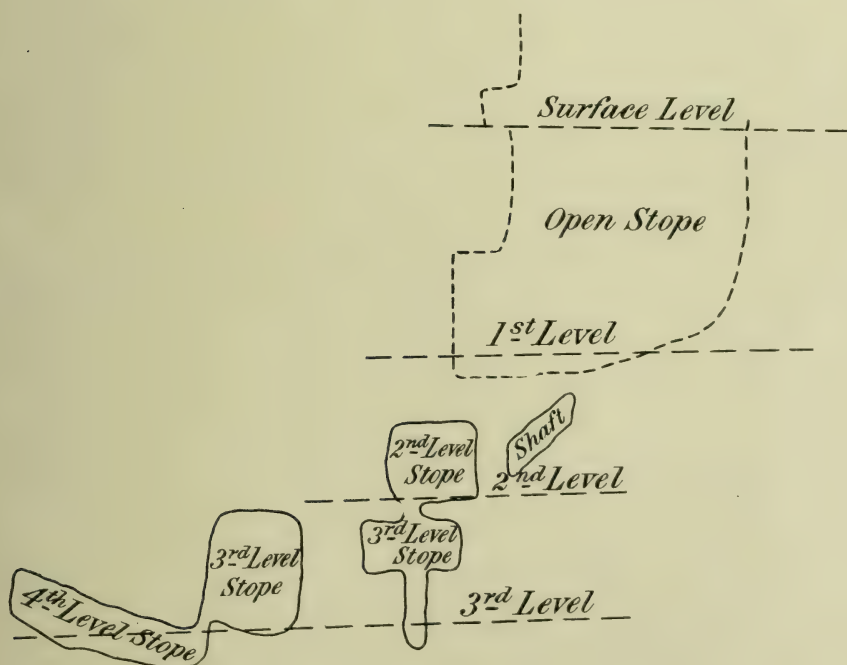 Surface Level
Open Stope
1st Level
Shaft
2nd Level
Stope
2nd Level
3rd Level
Stope
3rd Level
Stope
4th Level Stope
3rd Level